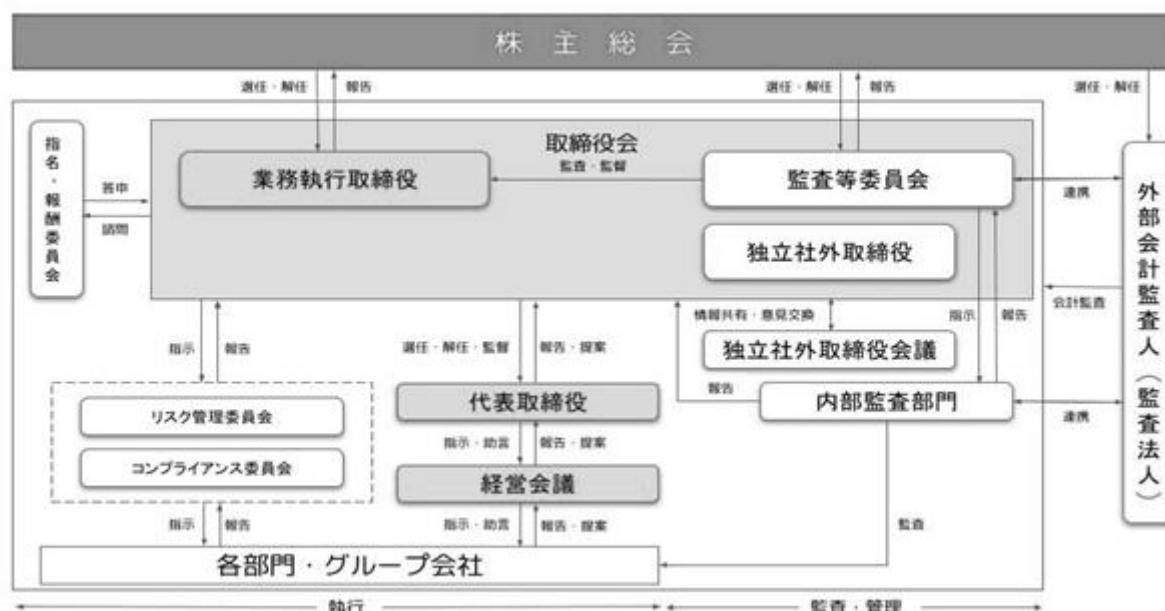 株主総会
選任・解任
報告
選任・解任
報告
選任・解任
指名・報酬委員会
答申
諮問
取締役会
業務執行取締役
監査・監督
監査等委員会
独立社外取締役
連携
外部会計監査人（監査法人）
会計監査
指示
報告
選任・解任・監督
報告・提案
情報共有・意見交換
指示
報告
独立社外取締役会議
報告
内部監査部門
連携
リスク管理委員会
コンプライアンス委員会
代表取締役
指示・助言
報告・提案
経営会議
指示
報告
指示・助言
報告・提案
監査
各部門・グループ会社
執行
監査・管理